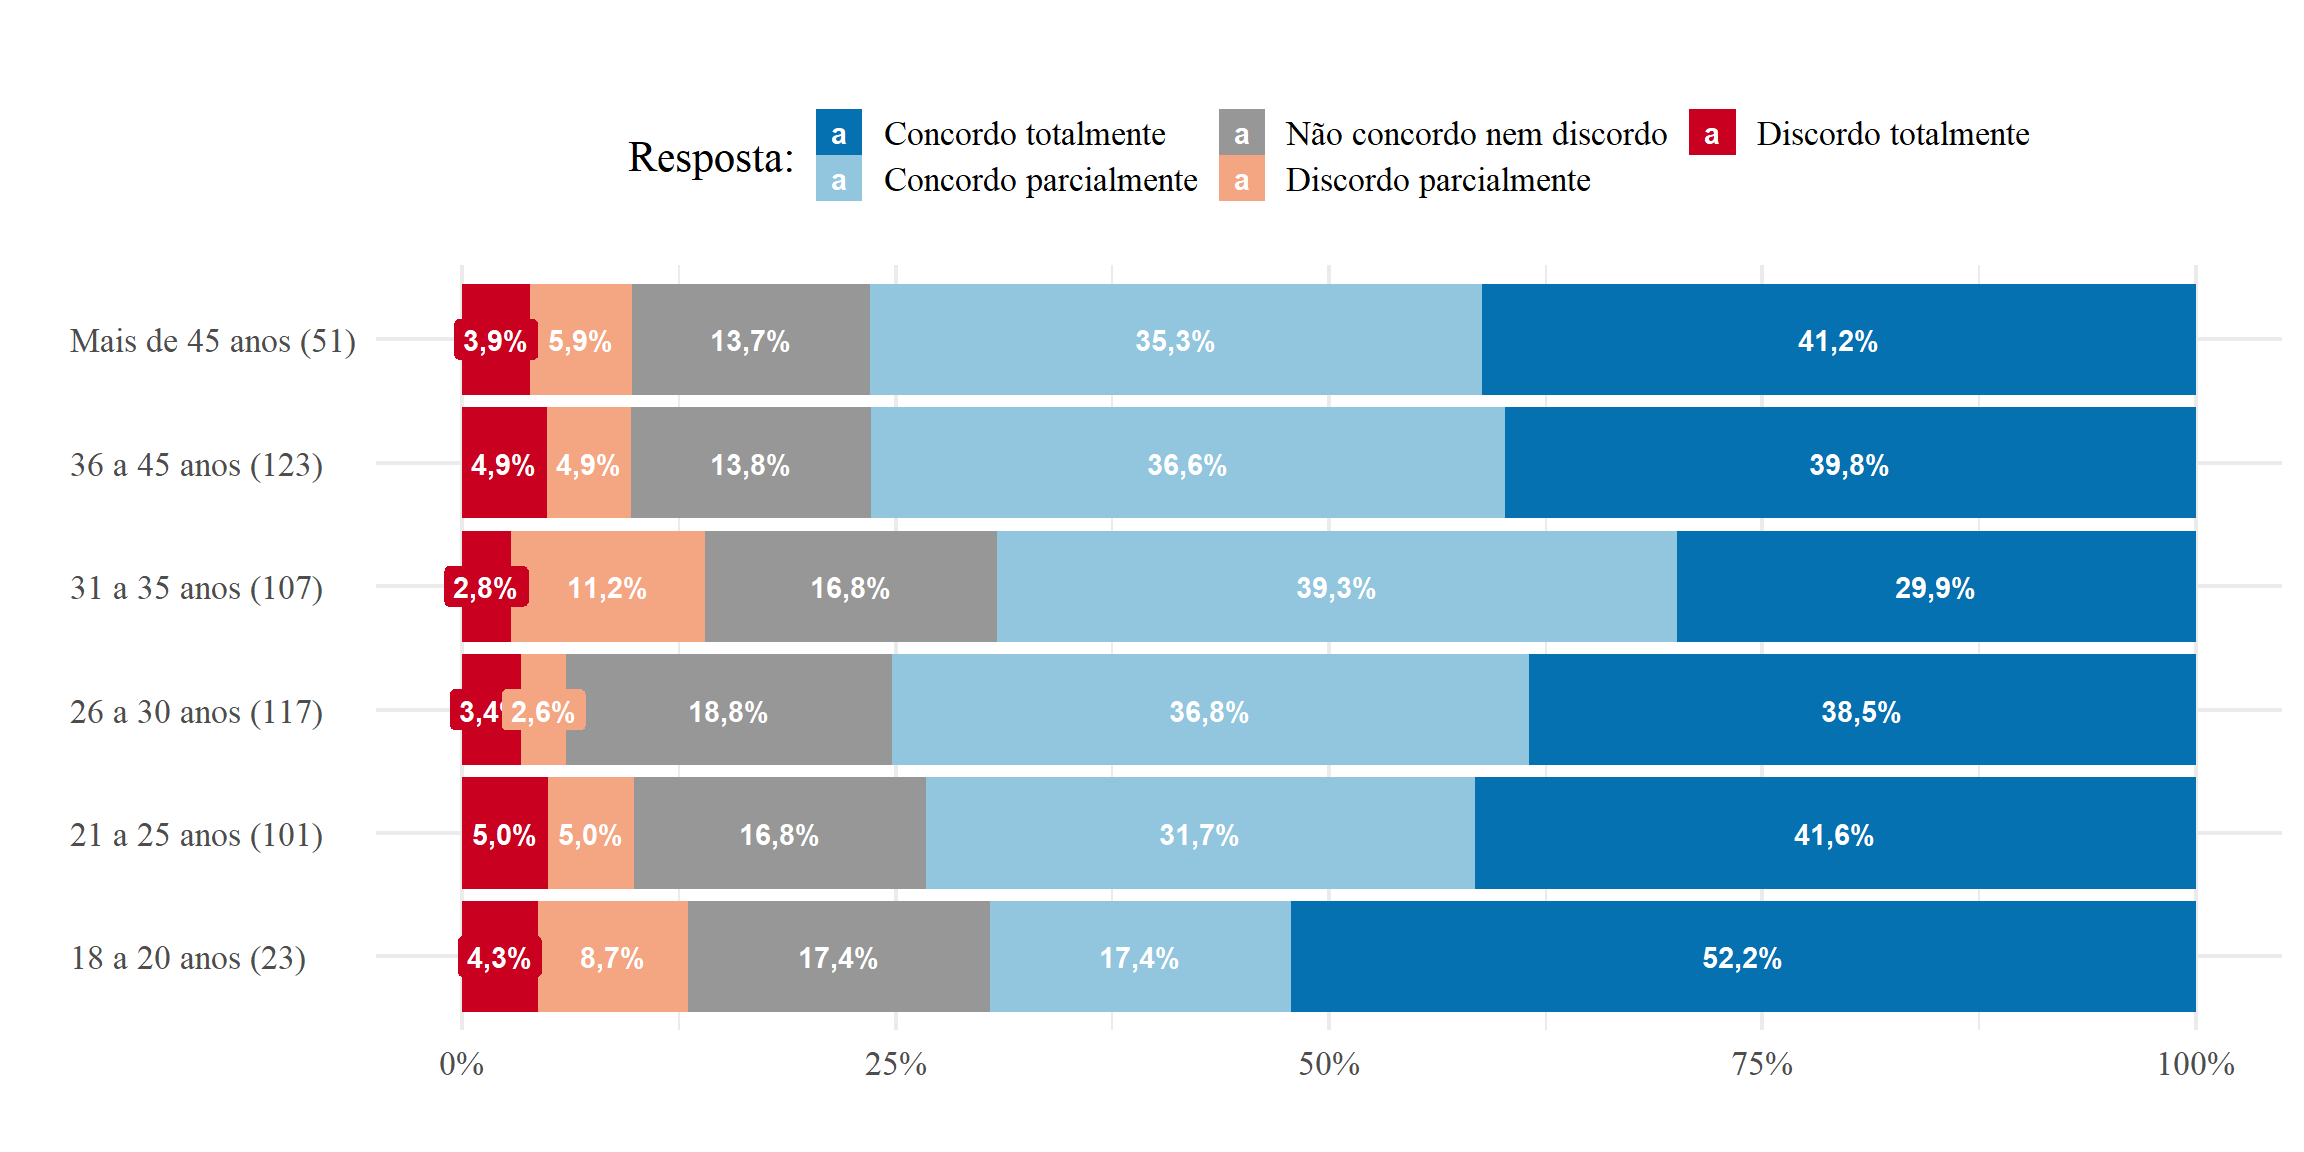 Resposta:
a Concordo totalmente
a Não concordo nem discordo
a Discordo totalmente
a Concordo parcialmente
a Discordo parcialmente
Mais de 45 anos (51) 3,9% 5,9% 13,7% 35,3% 41,2%
36 a 45 anos (123) 4,9% 4,9% 13,8% 36,6% 39,8%
31 a 35 anos (107) 2,8% 11,2% 16,8% 39,3% 29,9%
26 a 30 anos (117) 3,4% 2,6% 18,8% 36,8% 38,5%
21 a 25 anos (101) 5,0% 5,0% 16,8% 31,7% 41,6%
18 a 20 anos (23) 4,3% 8,7% 17,4% 17,4% 52,2%
0% 25% 50% 75% 100%